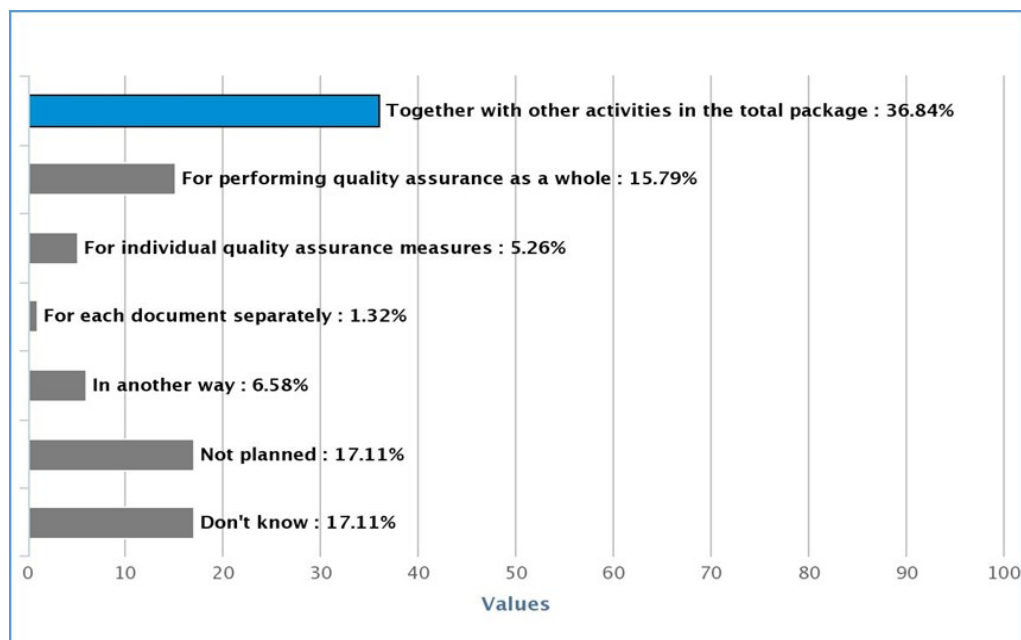 Together with other activities in the total package : 36.84%
For performing quality assurance as a whole : 15.79%
For individual quality assurance measures : 5.26%
For each document separately : 1.32%
In another way : 6.58%
Not planned : 17.11%
Don't know : 17.11%
0 10 20 30 40 50 60 70 80 90 100
Values